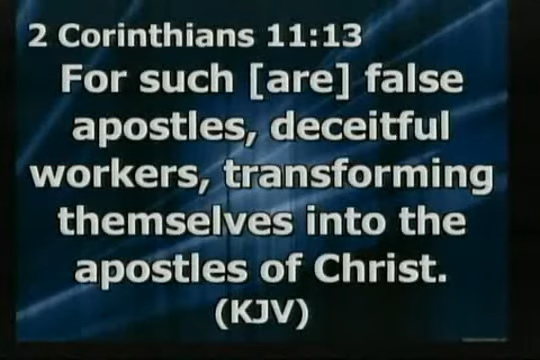 2 Corinthians 11:13
For such [are] false
apostles, deceitful
workers, transforming
themselves into the
apostles of Christ.
(KJV)